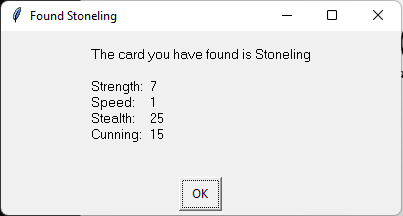 Found Stoneling
The card you have found is Stoneling
Strength: 7
Speed: 1
Stealth: 25
Cunning: 15
OK